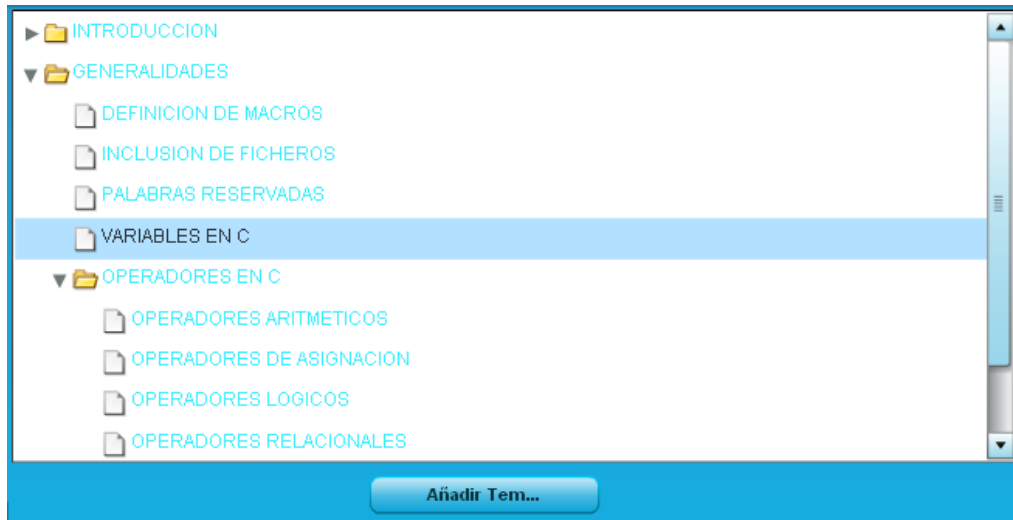 INTRODUCCION
GENERALIDADES
DEFINICION DE MACROS
INCLUSION DE FICHEROS
PALABRAS RESERVADAS
VARIABLES EN C
OPERADORES EN C
OPERADORES ARITMETICOS
OPERADORES DE ASIGNACION
OPERADORES LOGICOS
OPERADORES RELACIONALES
Añadir Tem...